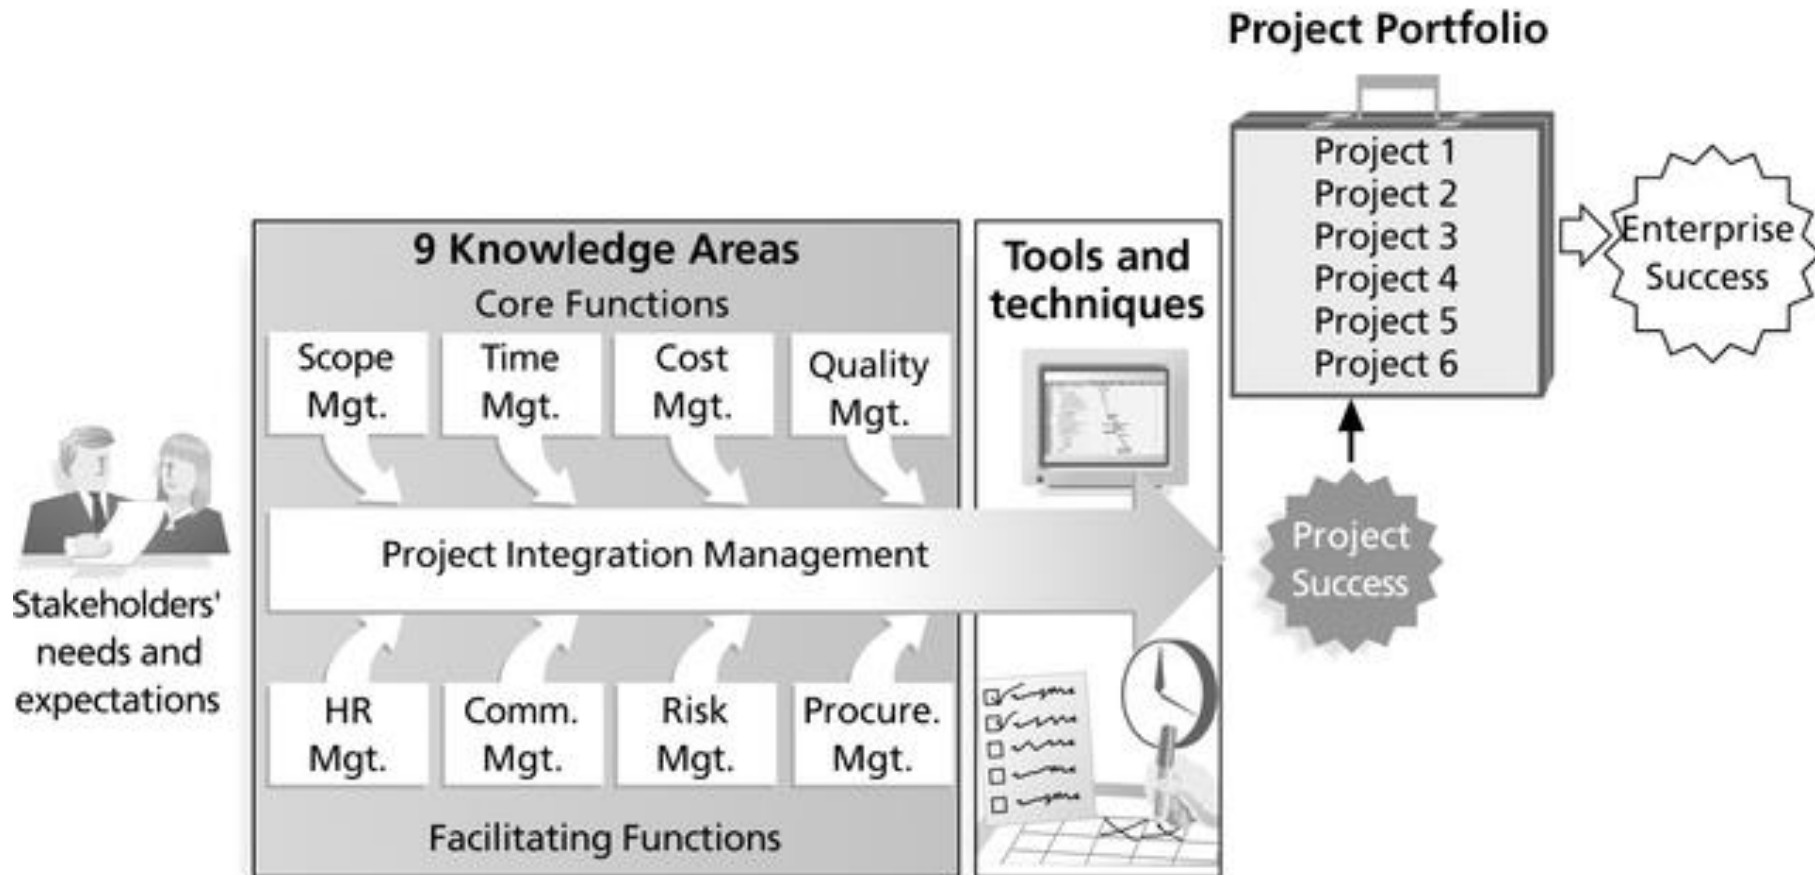 Project Portfolio
Project 1
Project 2
Project 3
Project 4
Project 5
Project 6
Enterprise
Success
9 Knowledge Areas
Core Functions
Scope
Mgt.
Time
Mgt.
Cost
Mgt.
Quality
Mgt.
Tools and
techniques
Stakeholders'
needs and
expectations
Project Integration Management
Project
Success
HR
Mgt.
Comm.
Mgt.
Risk
Mgt.
Procure.
Mgt.
Facilitating Functions